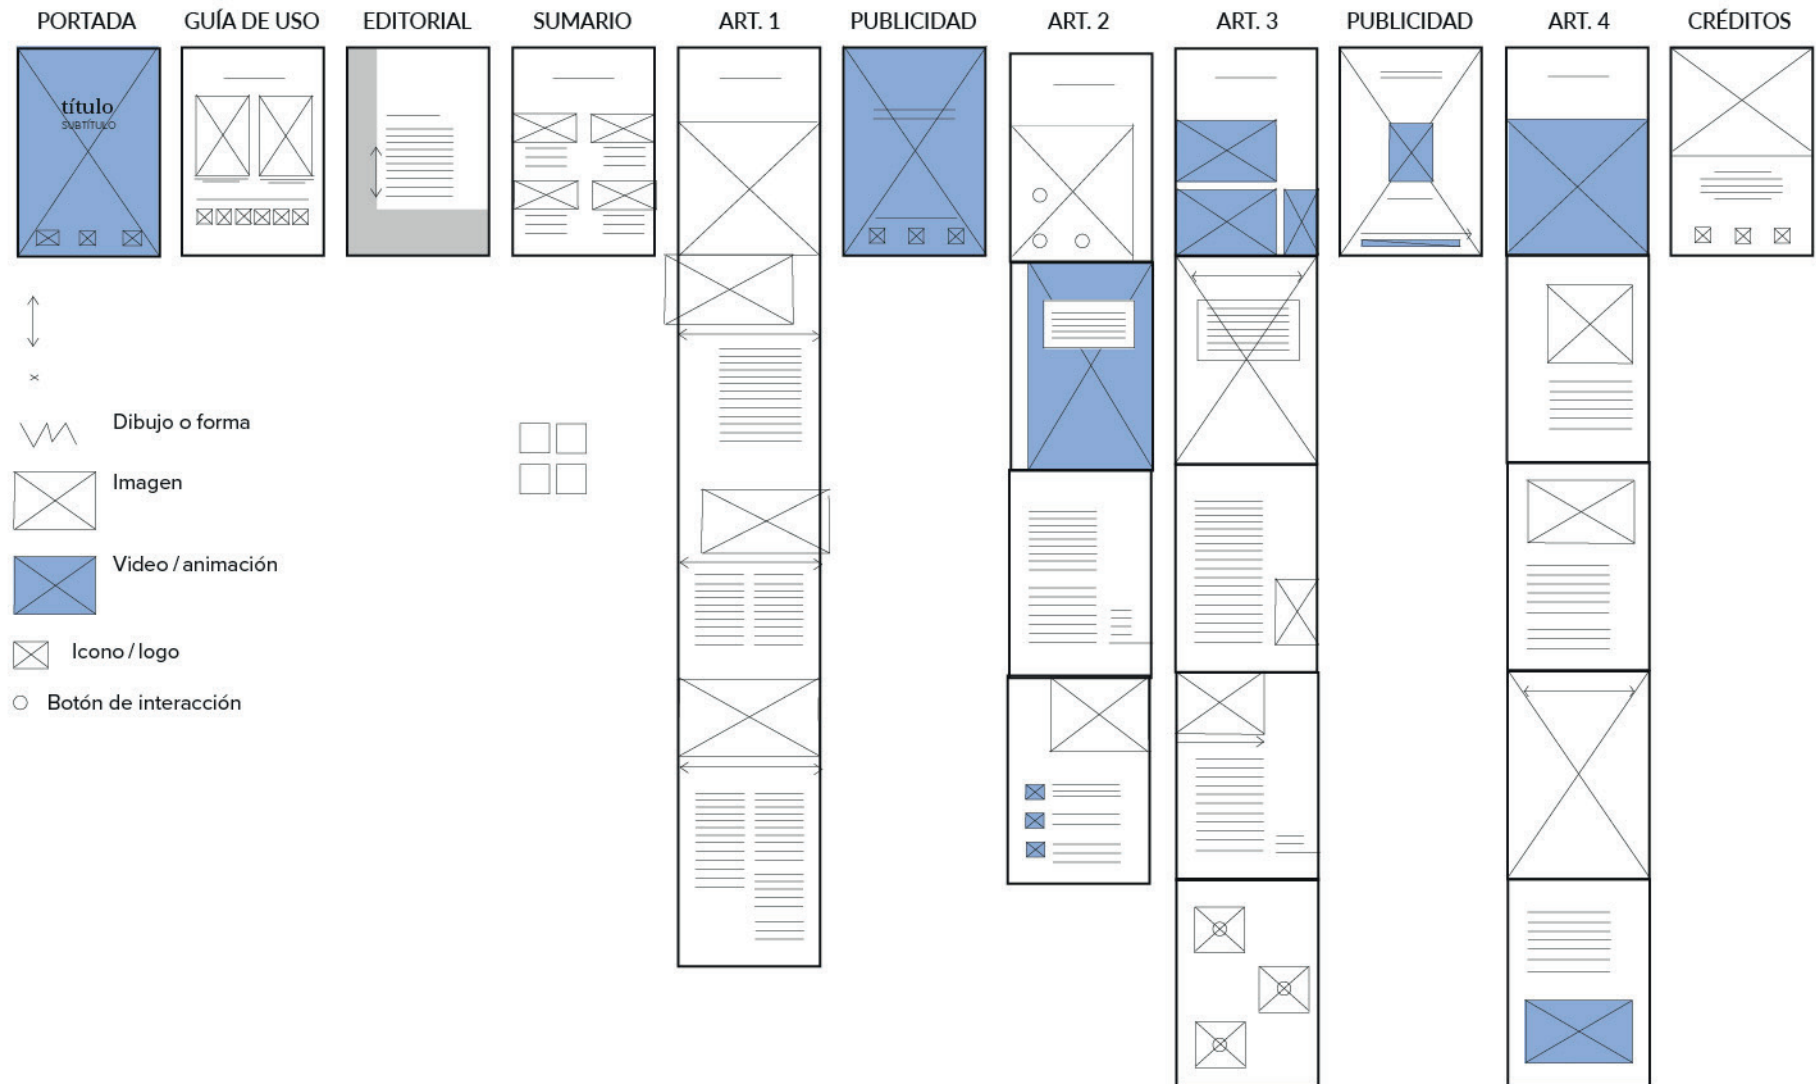 PORTADA
GUÍA DE USO
EDITORIAL
SUMARIO
ART. 1
PUBLICIDAD
ART. 2
ART. 3
PUBLICIDAD
ART. 4
CRÉDITOS
título
SUBTÍTULO
Dibujo o forma
Imagen
Video / animación
Icono / logo
Botón de interacción